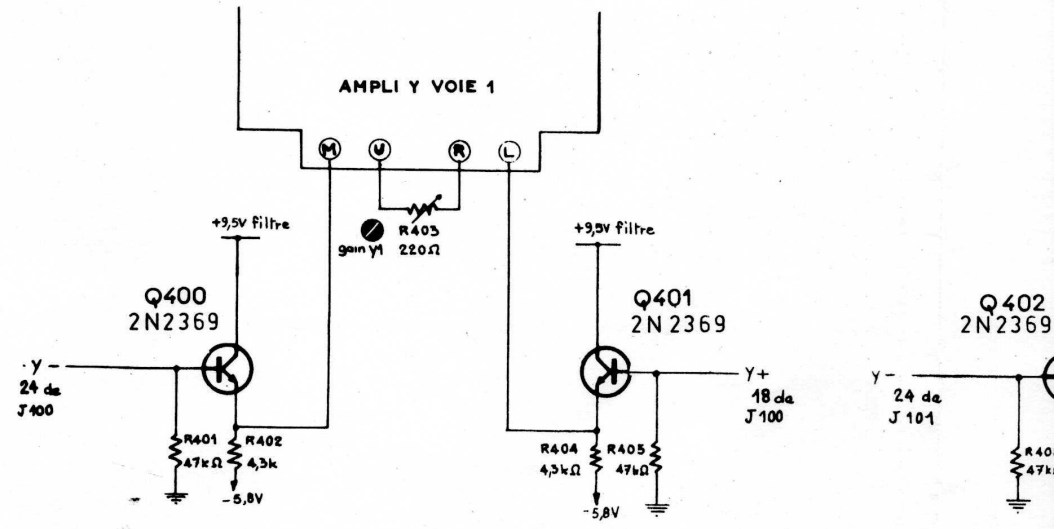 AMPLI Y VOIE 1
M U R L
+9,5V filtre
gain Y1
R403
220Ω
+9,5V filtre
Q400
2N2369
Q401
2N2369
Q402
2N2369
Y -
24 de
J100
R401
47kΩ
R402
4,3k
-5,8V
Y+
18 de
J100
R404
4,3kΩ
R405
47kΩ
-5,8V
Y -
24 de
J101